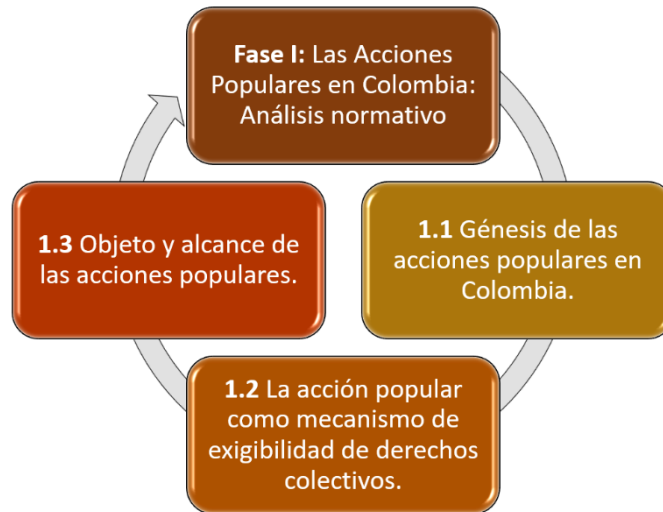 Fase I: Las Acciones
Populares en Colombia:
Análisis normativo
1.1 Génesis de las
acciones populares en
Colombia.
1.2 La acción popular
como mecanismo de
exigibilidad de derechos
colectivos.
1.3 Objeto y alcance de
las acciones populares.